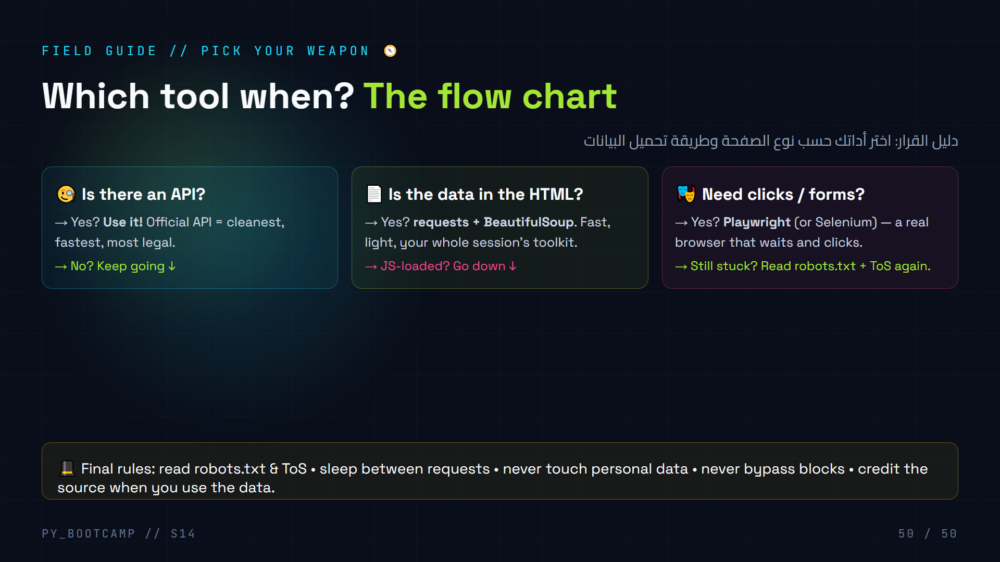 FIELD GUIDE // PICK YOUR WEAPON 🧭
Which tool when? The flow chart
دليل القرار: اختر أداتك حسب نوع الصفحة وطريقة تحميل البيانات
🧐 Is there an API?
→ Yes? Use it! Official API = cleanest,
fastest, most legal.
→ No? Keep going ↓
📄 Is the data in the HTML?
→ Yes? requests + BeautifulSoup. Fast,
light, your whole session's toolkit.
→ JS-loaded? Go down ↓
🎭 Need clicks / forms?
→ Yes? Playwright (or Selenium) — a real
browser that waits and clicks.
→ Still stuck? Read robots.txt + ToS again.
🎩 Final rules: read robots.txt & ToS • sleep between requests • never touch personal data • never bypass blocks • credit the
source when you use the data.
PY_BOOTCAMP // S14
50 / 50